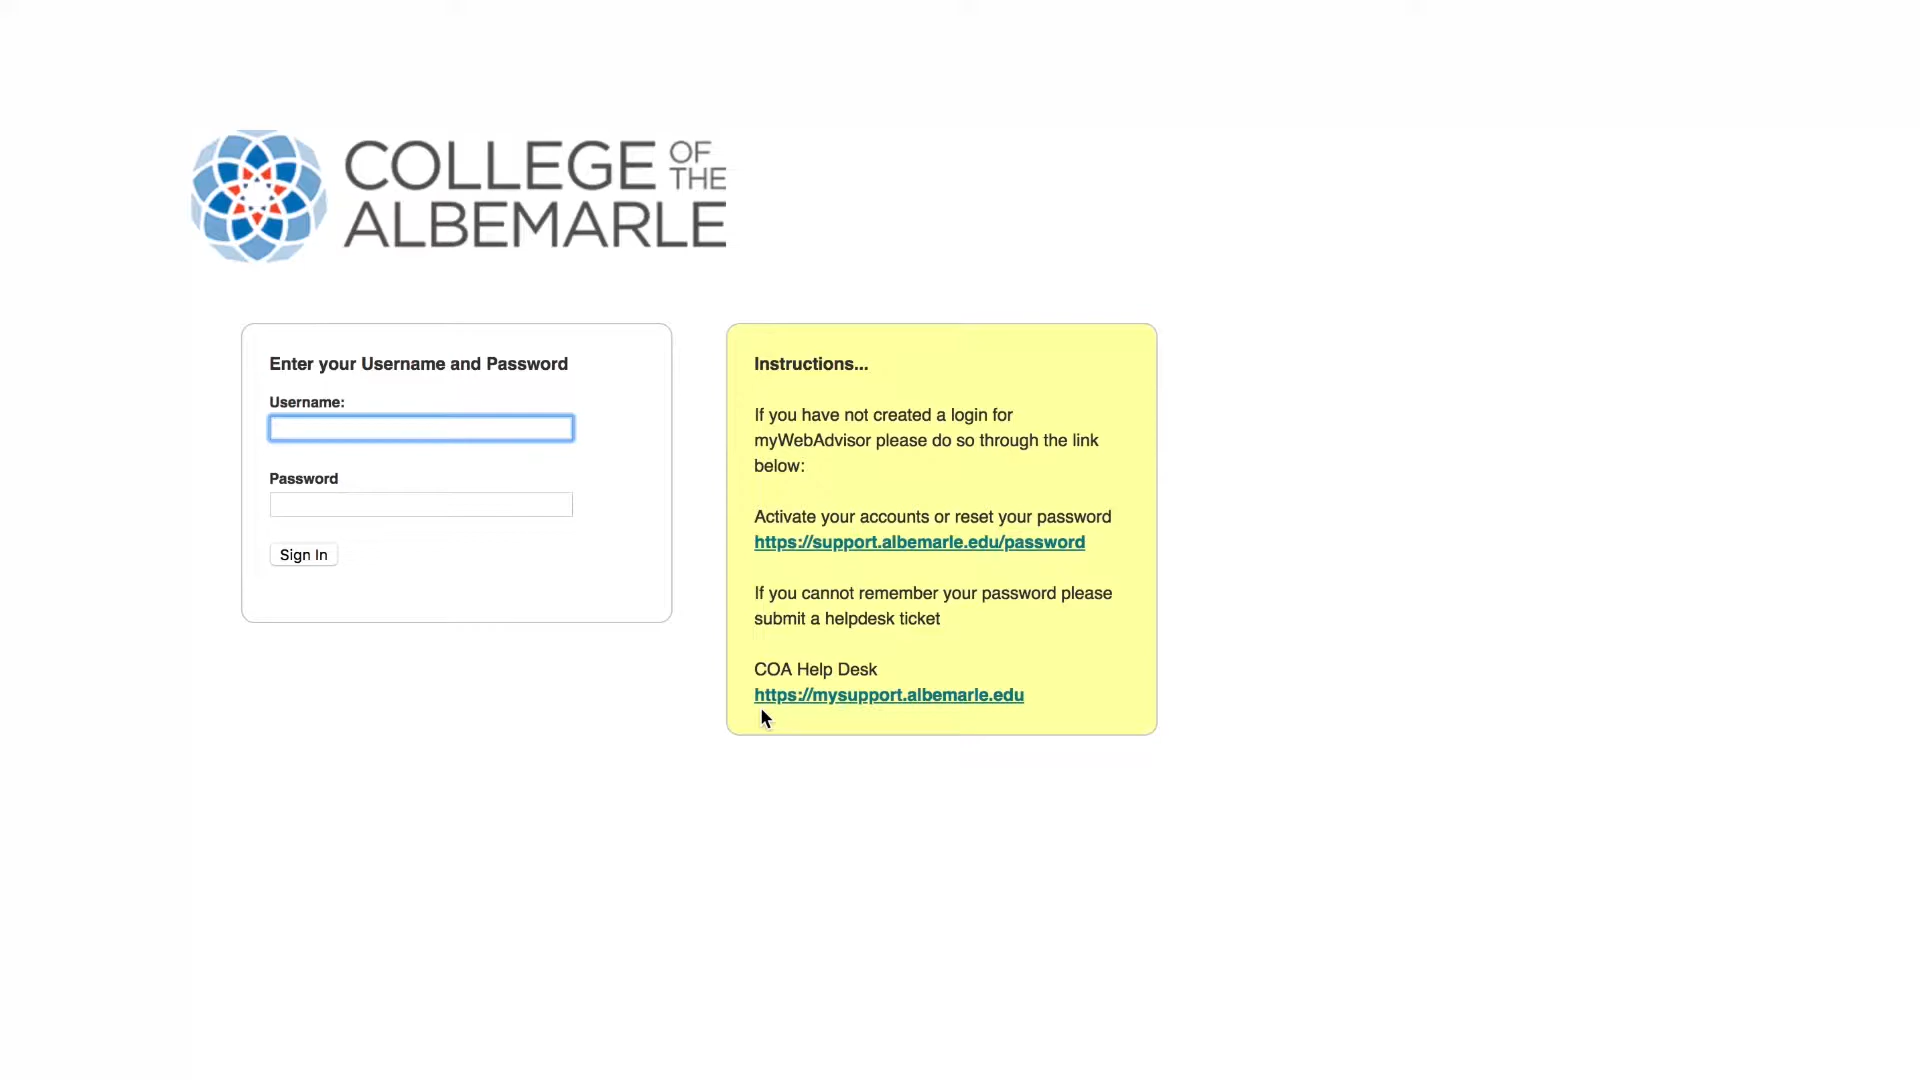 COLLEGE OF THE
ALBEMARLE
Enter your Username and Password
Username:
Password
Sign In
Instructions...
If you have not created a login for
myWebAdvisor please do so through the link
below:
Activate your accounts or reset your password
https://support.albemarle.edu/password
If you cannot remember your password please
submit a helpdesk ticket
COA Help Desk
https://mysupport.albemarle.edu